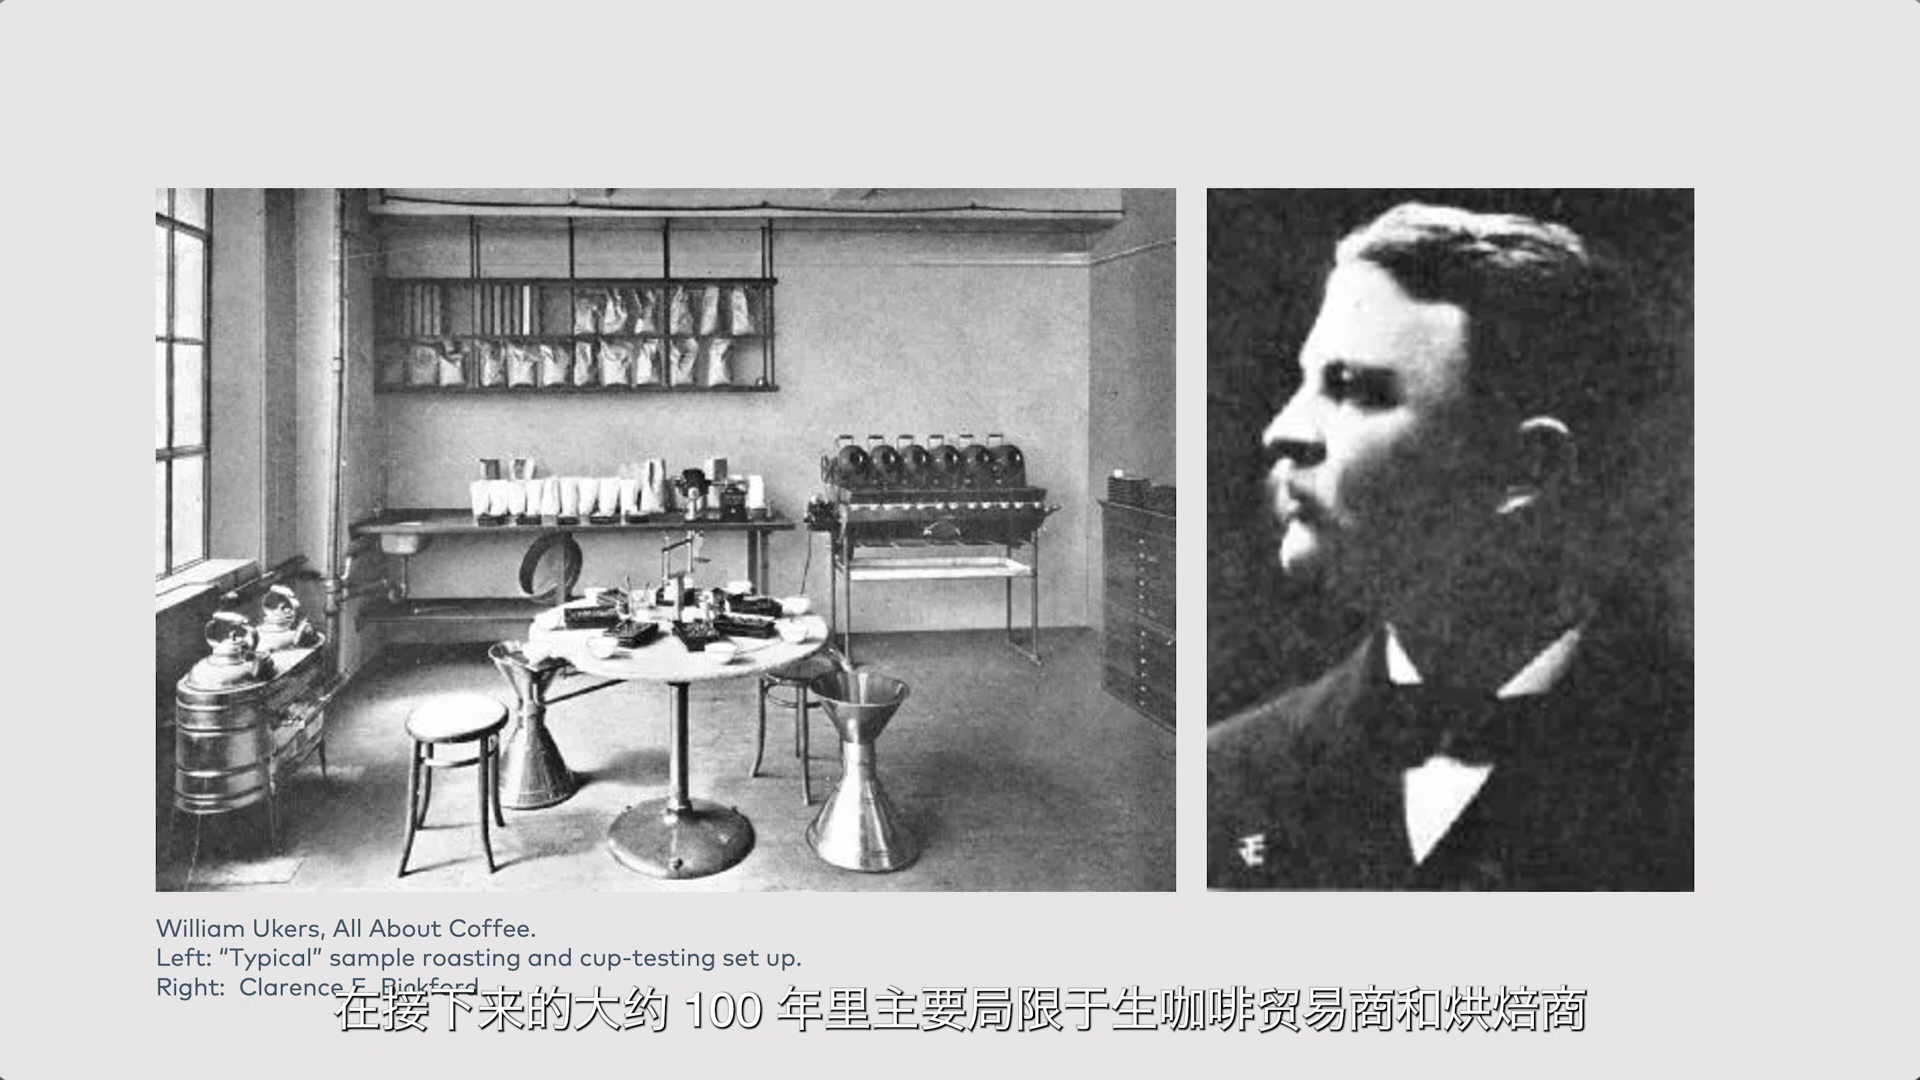 William Ukers, All About Coffee.
Left: “Typical” sample roasting and cup-testing set up.
Right: Clarence E. Bickford
在接下来的大约 100 年里主要局限于生咖啡贸易商和烘焙商